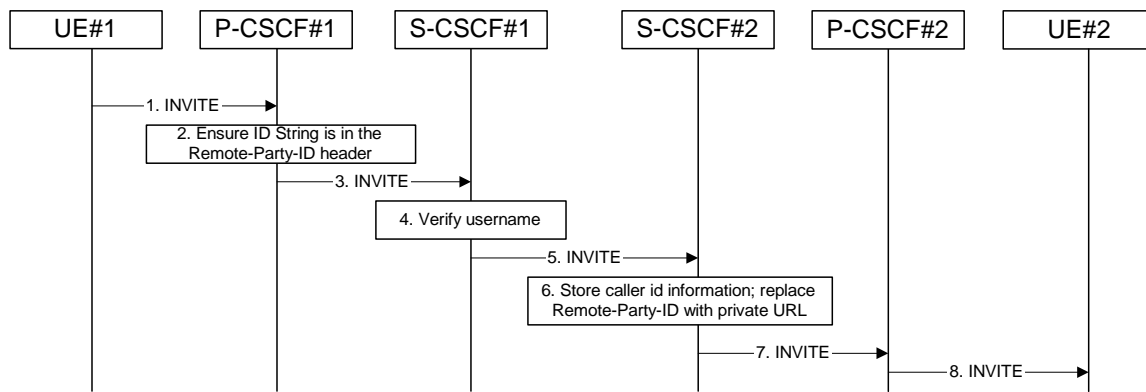 UE#1
P-CSCF#1
S-CSCF#1
S-CSCF#2
P-CSCF#2
UE#2
1. INVITE
2. Ensure ID String is in the
Remote-Party-ID header
3. INVITE
4. Verify username
5. INVITE
6. Store caller id information; replace
Remote-Party-ID with private URL
7. INVITE
8. INVITE